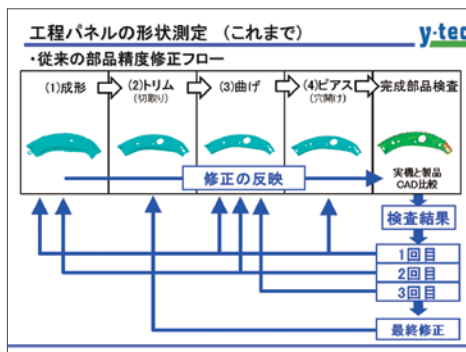 工程パネルの形状測定 （これまで）
y-tec
・従来の部品精度修正フロー
(1)成形
(2)トリム
(切取り)
(3)曲げ
(4)ピアス
(穴開け)
完成部品検査
修正の反映
実機と製品
CAD比較
検査結果
1回目
2回目
3回目
最終修正